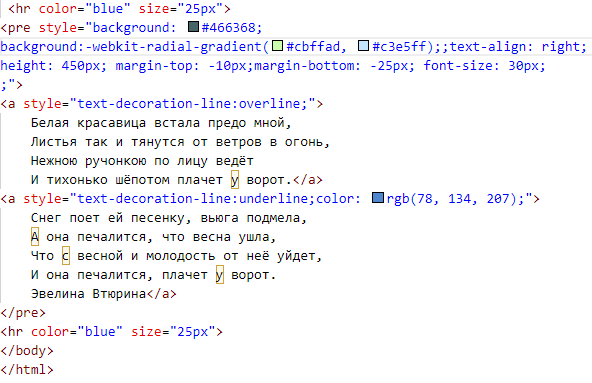 <hr color="blue" size="25px">
<pre style="background: #466368;
background:-webkit-radial-gradient(#cbffad, #c3e5ff);;text-align: right;
height: 450px; margin-top: -10px;margin-bottom: -25px; font-size: 30px;
;">
<a style="text-decoration-line:overline;">
Белая красавица встала предо мной,
Листья так и тянутся от ветров в огонь,
Нежною ручонкою по лицу ведёт
И тихонько шёпотом плачет у ворот.</a>
<a style="text-decoration-line:underline;color: rgb(78, 134, 207);">
Снег поет ей песенку, вьюга подмела,
А она печалится, что весна ушла,
Что с весной и молодость от неё уйдет,
И она печалится, плачет у ворот.
Эвелина Втюрина</a>
</pre>
<hr color="blue" size="25px">
</body>
</html>